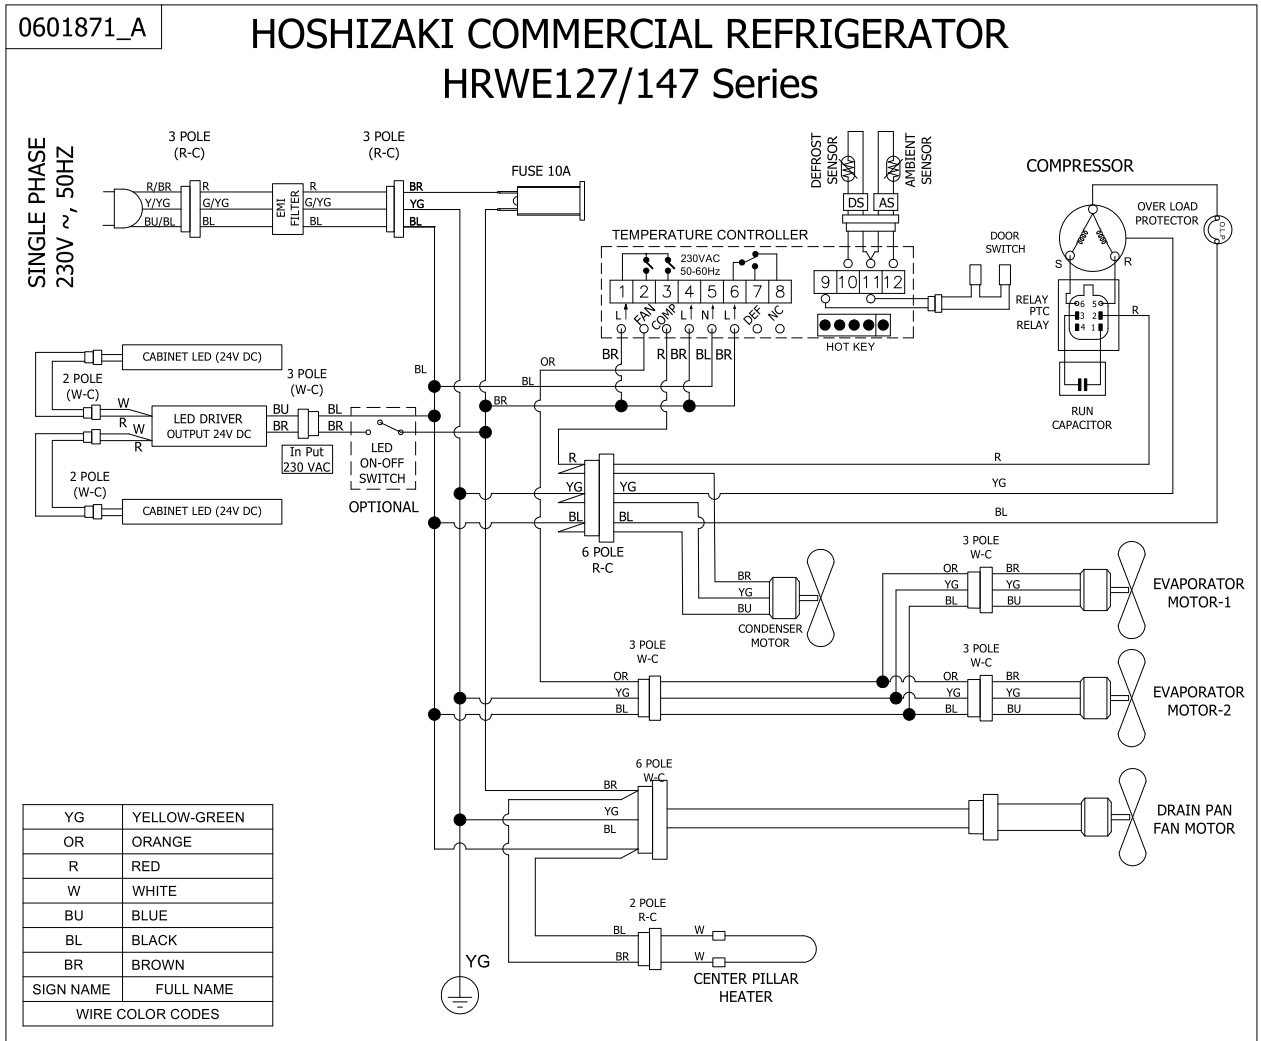 0601871_A
HOSHIZAKI COMMERCIAL REFRIGERATOR
HRWE127/147 Series
SINGLE PHASE
230V ~, 50HZ
3 POLE
(R-C)
3 POLE
(R-C)
R/BR
Y/YG
BU/BL
R
G/YG
BL
EMI
FILTER
R
G/YG
BL
BR
YG
BL
FUSE 10A
DEFROST
SENSOR
AMBIENT
SENSOR
DS
AS
COMPRESSOR
OVER LOAD
PROTECTOR
O.L.P
S
R
TEMPERATURE CONTROLLER
230VAC
50-60Hz
1
2
3
4
5
6
7
8
L
FAN
COMP
L
N
L
DEF
NC
9
10
11
12
HOT KEY
DOOR
SWITCH
RELAY
PTC
RELAY
6
5
3
2
4
1
R
RUN
CAPACITOR
BR
R
BR
BL
BR
OR
BL
BL
BR
CABINET LED (24V DC)
2 POLE
(W-C)
W
R
W
R
LED DRIVER
OUTPUT 24V DC
2 POLE
(W-C)
CABINET LED (24V DC)
3 POLE
(W-C)
BU
BR
BL
BR
In Put
230 VAC
LED
ON-OFF
SWITCH
OPTIONAL
R
YG
BL
YG
BL
6 POLE
R-C
R
YG
BL
BR
YG
BU
CONDENSER
MOTOR
3 POLE
W-C
OR
YG
BL
BR
YG
BU
EVAPORATOR
MOTOR-1
3 POLE
W-C
OR
YG
BL
3 POLE
W-C
OR
YG
BL
BR
YG
BU
EVAPORATOR
MOTOR-2
6 POLE
W-C
BR
YG
BL
DRAIN PAN
FAN MOTOR
2 POLE
R-C
BL
BR
W
W
CENTER PILLAR
HEATER
YG
YG YELLOW-GREEN
OR ORANGE
R RED
W WHITE
BU BLUE
BL BLACK
BR BROWN
SIGN NAME FULL NAME
WIRE COLOR CODES